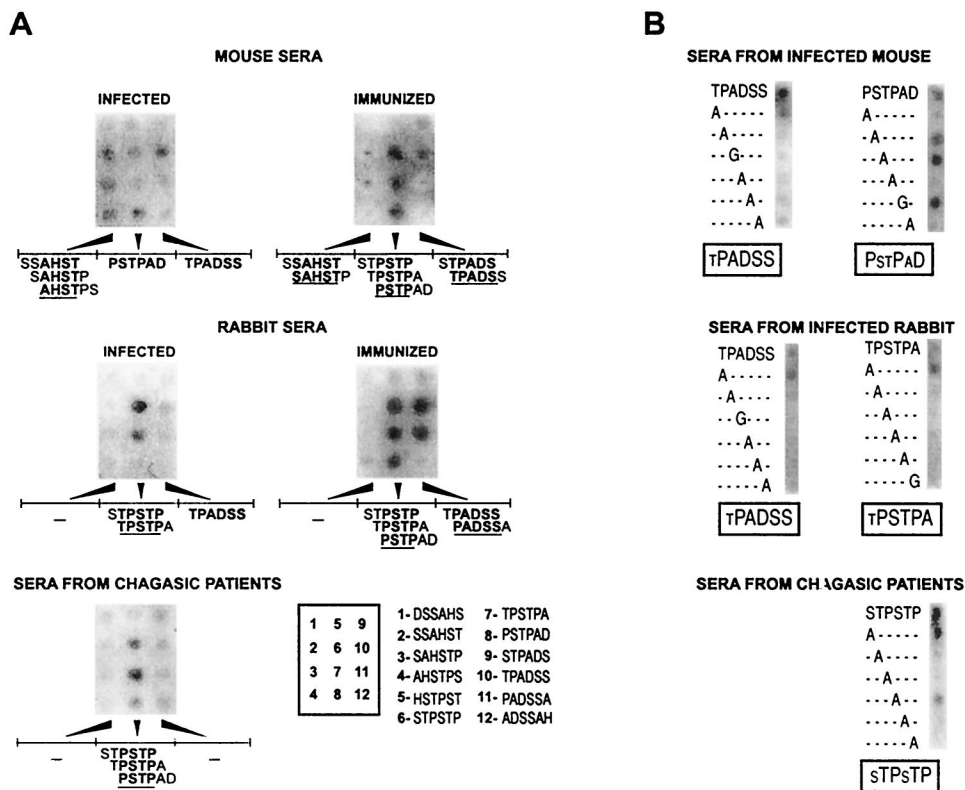 A
MOUSE SERA
INFECTED
IMMUNIZED
SSAHST
SAHSTP
AHSTPS
PSTPAD
TPADSS
SSAHST
SAHSTP
STPSTP
TPSTPA
PSTPAD
STPADS
TPADSS
RABBIT SERA
INFECTED
IMMUNIZED
–
STPSTP
TPSTPA
TPADSS
–
STPSTP
TPSTPA
PSTPAD
TPADSS
PADSSA
SERA FROM CHAGASIC PATIENTS
–
STPSTP
TPSTPA
PSTPAD
–
1 5 9
2 6 10
3 7 11
4 8 12
1- DSSAHS 7- TPSTPA
2- SSAHST 8- PSTPAD
3- SAHSTP 9- STPADS
4- AHSTPS 10- TPADSS
5- HSTPST 11- PADSSA
6- STPSTP 12- ADSSAH
B
SERA FROM INFECTED MOUSE
TPADSS
A-----
-A----
--G---
---A--
----A-
-----A
TPADSS
PSTPAD
A-----
-A----
--A---
---A--
----G-
-----A
PSTPAD
SERA FROM INFECTED RABBIT
TPADSS
A-----
-A----
--G---
---A--
----A-
-----A
TPADSS
TPSTPA
A-----
-A----
--A---
---A--
----A-
-----G
TPSTPA
SERA FROM CHAGASIC PATIENTS
STPSTP
A-----
-A----
--A---
---A--
----A-
-----A
STPSTP